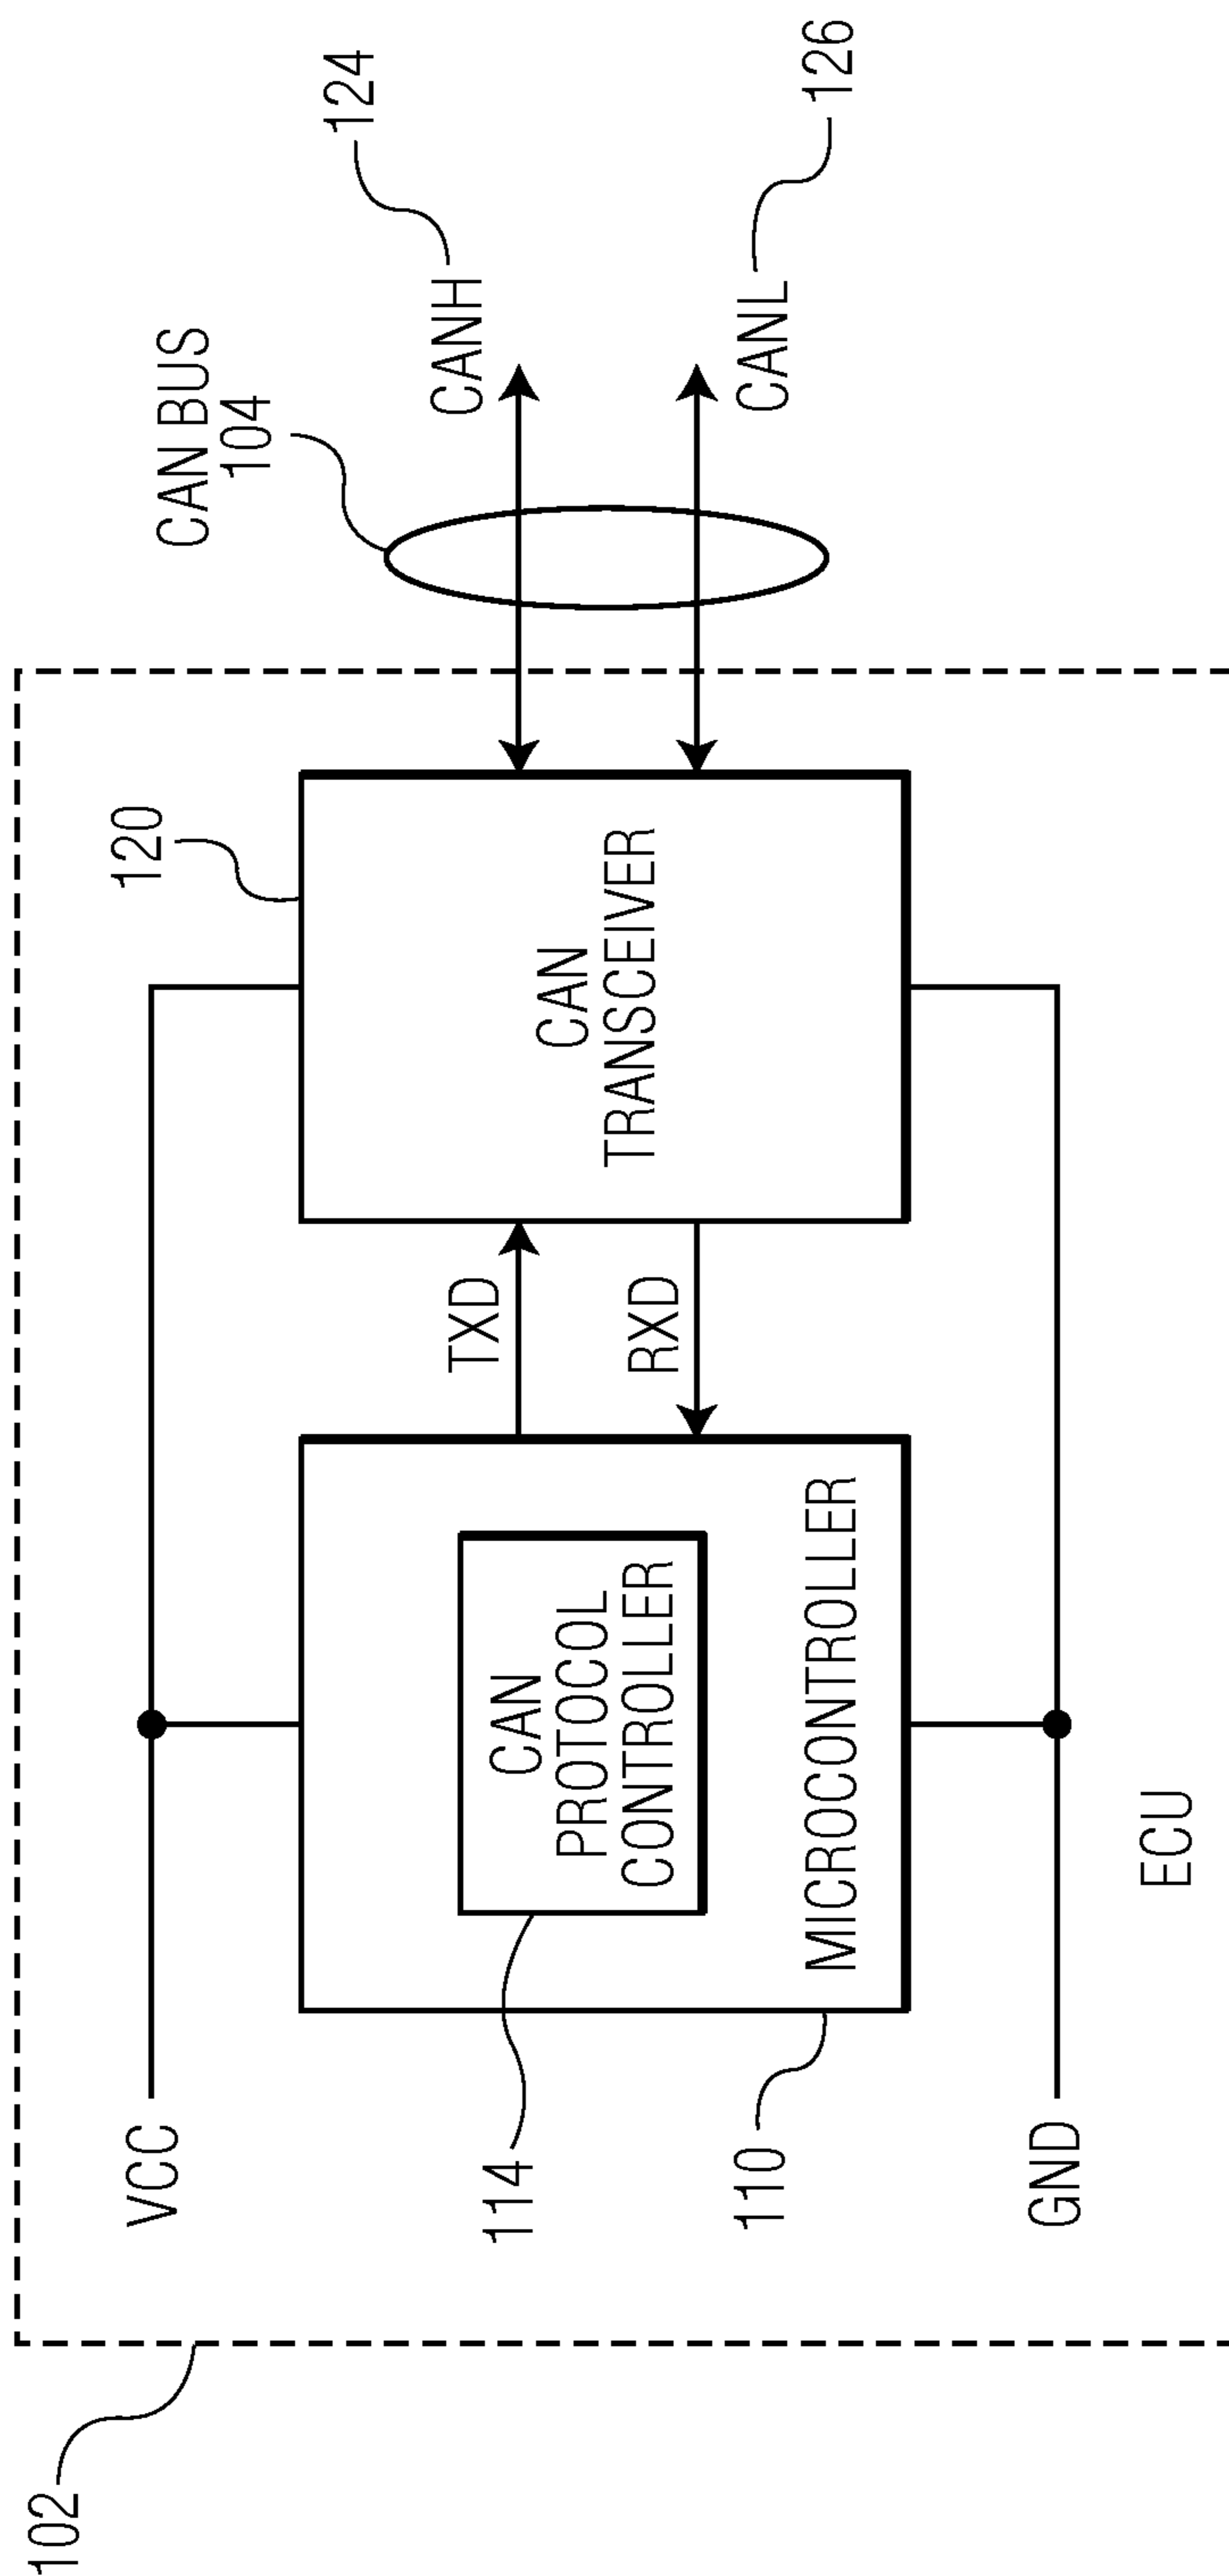 102
VCC
114
110
GND
CAN
PROTOCOL
CONTROLLER
MICROCONTROLLER
ECU
TXD
RXD
120
CAN
TRANSCEIVER
CAN BUS
104
CANH
124
CANL
126